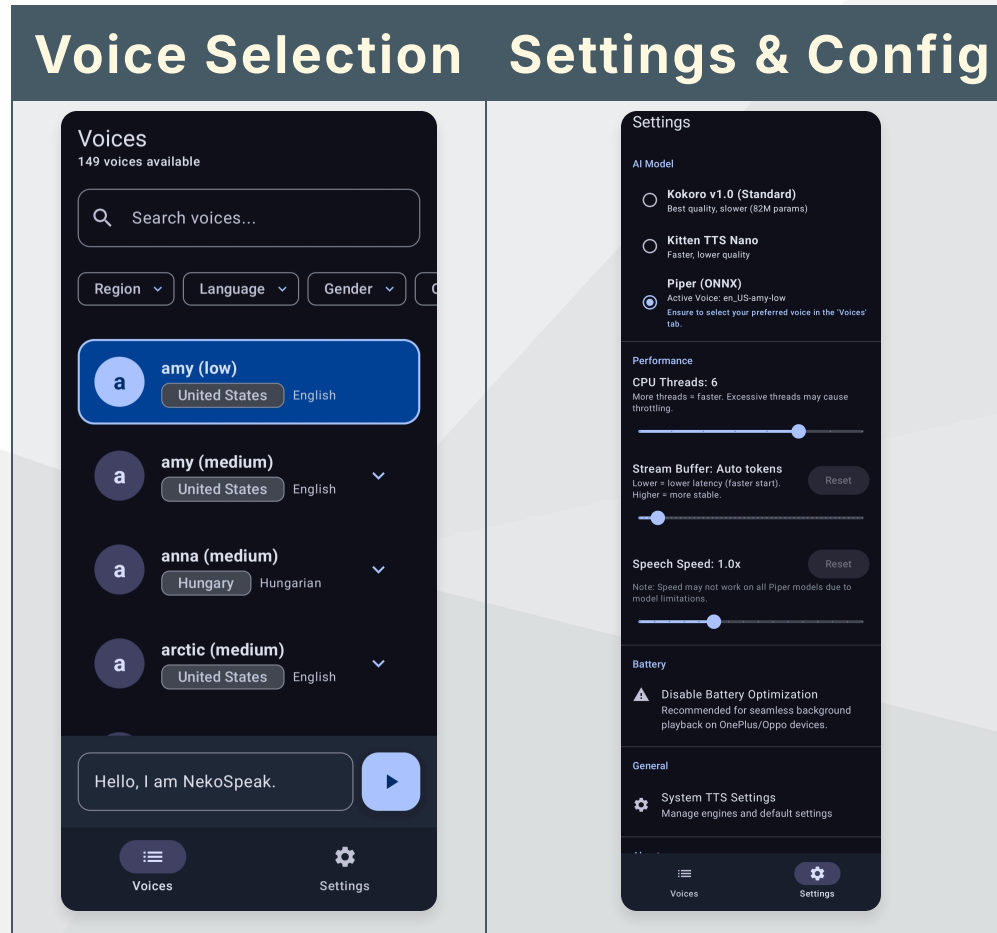 Voice Selection
Settings & Config
Voices
149 voices available
Search voices...
Region
Language
Gender
a
amy (low)
United States
English
a
amy (medium)
United States
English
a
anna (medium)
Hungary
Hungarian
a
arctic (medium)
United States
English
Hello, I am NekoSpeak.
Voices
Settings
Settings
AI Model
Kokoro v1.0 (Standard)
Best quality, slower (82M params)
Kitten TTS Nano
Faster, lower quality
Piper (ONNX)
Active Voice: en_US-amy-low
Ensure to select your preferred voice in the 'Voices'
tab.
Performance
CPU Threads: 6
More threads = faster. Excessive threads may cause
throttling.
Stream Buffer: Auto tokens
Lower = lower latency (faster start).
Higher = more stable.
Reset
Speech Speed: 1.0x
Reset
Note: Speed may not work on all Piper models due to
model limitations.
Battery
Disable Battery Optimization
Recommended for seamless background
playback on OnePlus/Oppo devices.
General
System TTS Settings
Manage engines and default settings
Voices
Settings